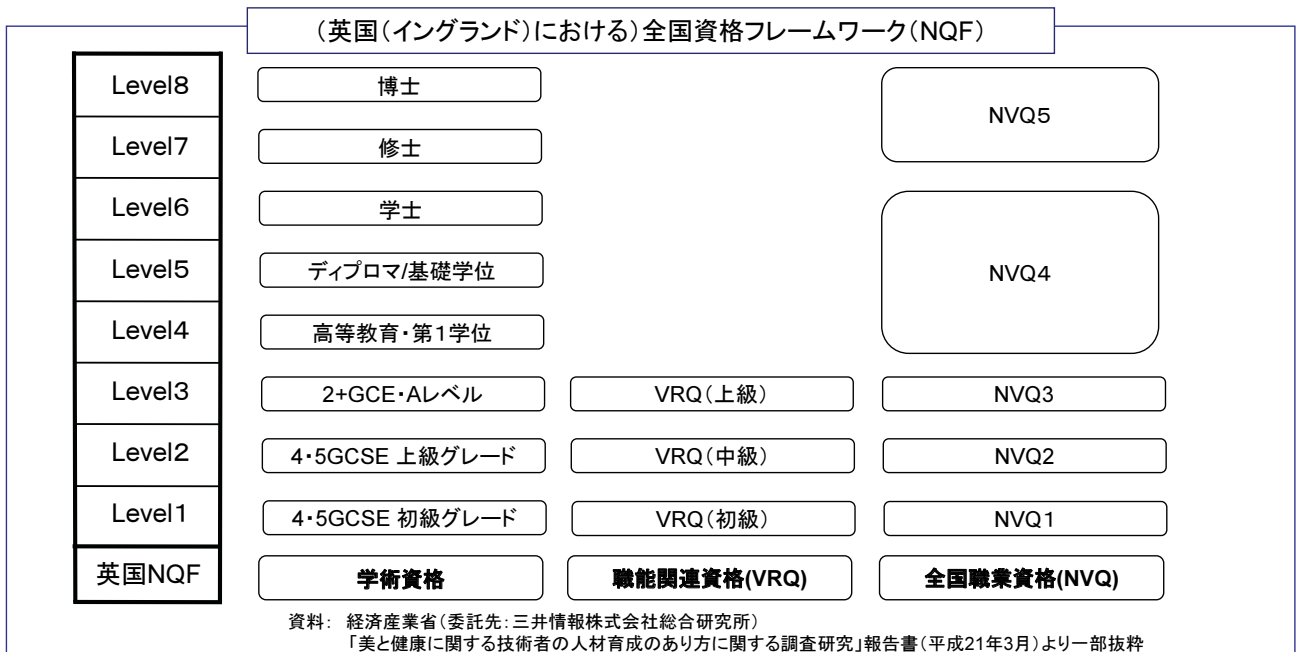 （英国（イングランド）における）全国資格フレームワーク（NQF）
Level8 博士 NVQ５
Level7 修士
Level6 学士 NVQ４
Level5 ディプロマ/基礎学位
Level4 高等教育・第１学位
Level3 2+GCE・Aレベル VRQ（上級） NVQ3
Level2 4・5GCSE 上級グレード VRQ（中級） NVQ2
Level1 4・5GCSE 初級グレード VRQ（初級） NVQ1
英国NQF 学術資格 職能関連資格(VRQ) 全国職業資格(NVQ)
資料： 経済産業省（委託先：三井情報株式会社総合研究所）
「美と健康に関する技術者の人材育成のあり方に関する調査研究」報告書（平成21年3月）より一部抜粋